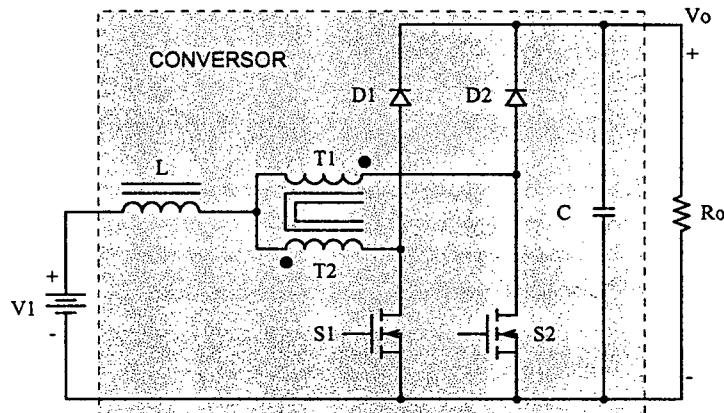 Vo
CONVERSOR
+
D1
D2
L
T1
C
Ro
T2
+
V1
-
S1
S2
-